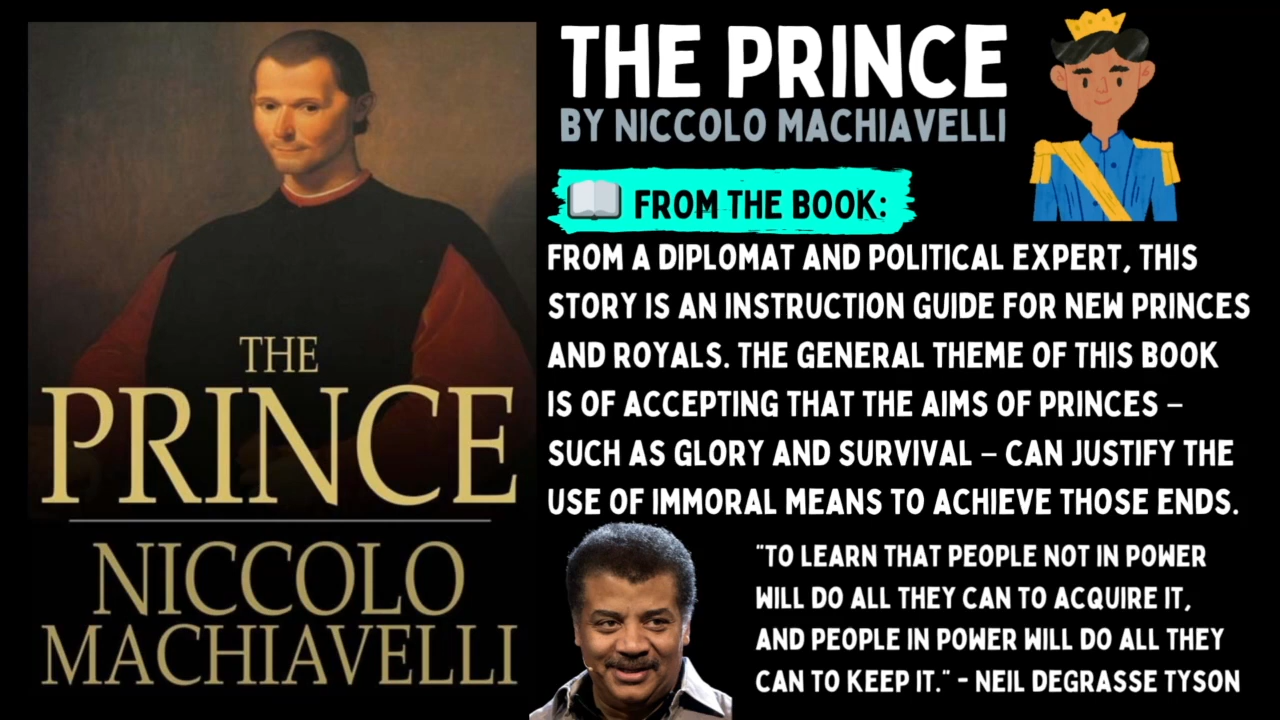 THE
PRINCE
NICCOLO
MACHIAVELLI
THE PRINCE
BY NICCOLO MACHIAVELLI
FROM THE BOOK:
FROM A DIPLOMAT AND POLITICAL EXPERT, THIS
STORY IS AN INSTRUCTION GUIDE FOR NEW PRINCES
AND ROYALS. THE GENERAL THEME OF THIS BOOK
IS OF ACCEPTING THAT THE AIMS OF PRINCES –
SUCH AS GLORY AND SURVIVAL – CAN JUSTIFY THE
USE OF IMMORAL MEANS TO ACHIEVE THOSE ENDS.
"TO LEARN THAT PEOPLE NOT IN POWER
WILL DO ALL THEY CAN TO ACQUIRE IT,
AND PEOPLE IN POWER WILL DO ALL THEY
CAN TO KEEP IT." - NEIL DEGRASSE TYSON